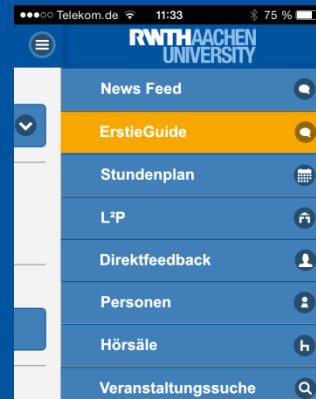 Telekom.de 11:33 75 %
RWTHAACHEN
UNIVERSITY
News Feed
ErstieGuide
Stundenplan
L²P
Direktfeedback
Personen
Hörsäle
Veranstaltungssuche